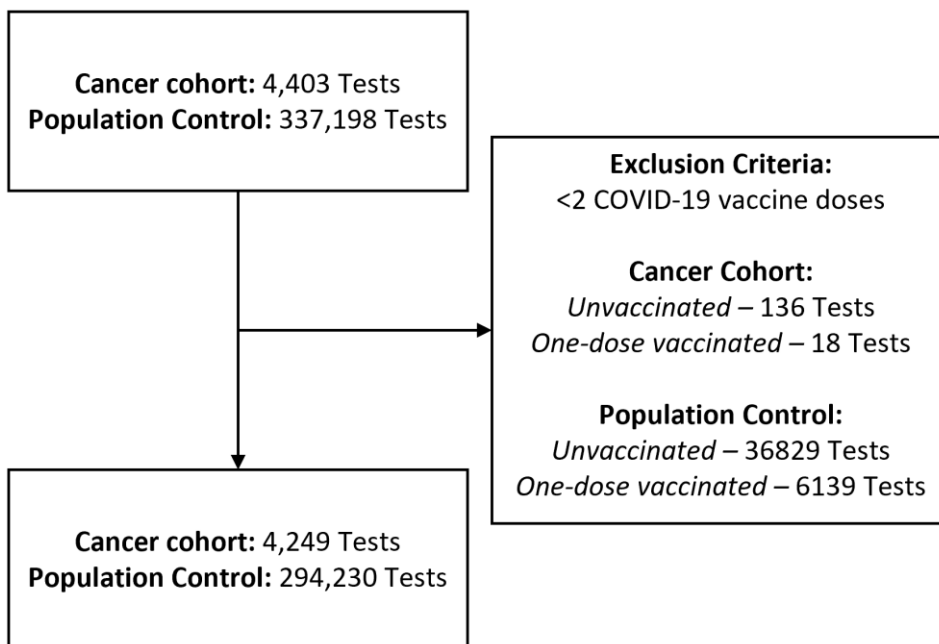 Cancer cohort: 4,403 Tests
Population Control: 337,198 Tests
Exclusion Criteria:
<2 COVID-19 vaccine doses
Cancer Cohort:
Unvaccinated – 136 Tests
One-dose vaccinated – 18 Tests
Population Control:
Unvaccinated – 36829 Tests
One-dose vaccinated – 6139 Tests
Cancer cohort: 4,249 Tests
Population Control: 294,230 Tests